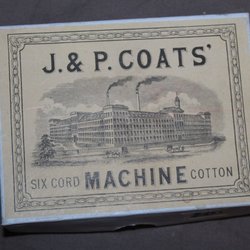 J. & P. COATS'
SIX CORD MACHINE COTTON